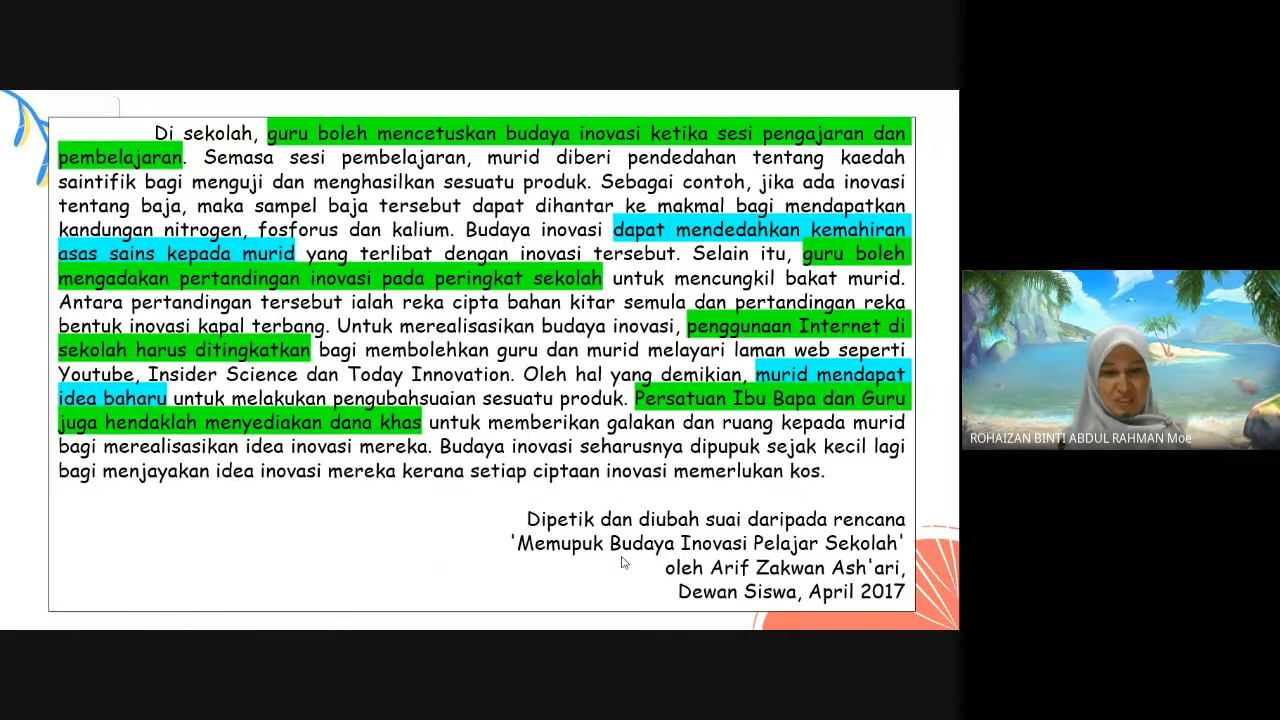 Di sekolah, guru boleh mencetuskan budaya inovasi ketika sesi pengajaran dan
pembelajaran. Semasa sesi pembelajaran, murid diberi pendedahan tentang kaedah
saintifik bagi menguji dan menghasilkan sesuatu produk. Sebagai contoh, jika ada inovasi
tentang baja, maka sampel baja tersebut dapat dihantar ke makmal bagi mendapatkan
kandungan nitrogen, fosforus dan kalium. Budaya inovasi dapat mendedahkan kemahiran
asas sains kepada murid yang terlibat dengan inovasi tersebut. Selain itu, guru boleh
mengadakan pertandingan inovasi pada peringkat sekolah untuk mencungkil bakat murid.
Antara pertandingan tersebut ialah reka cipta bahan kitar semula dan pertandingan reka
bentuk inovasi kapal terbang. Untuk merealisasikan budaya inovasi, penggunaan Internet di
sekolah harus ditingkatkan bagi membolehkan guru dan murid melayari laman web seperti
Youtube, Insider Science dan Today Innovation. Oleh hal yang demikian, murid mendapat
idea baharu untuk melakukan pengubahsuaian sesuatu produk. Persatuan Ibu Bapa dan Guru
juga hendaklah menyediakan dana khas untuk memberikan galakan dan ruang kepada murid
bagi merealisasikan idea inovasi mereka. Budaya inovasi seharusnya dipupuk sejak kecil lagi
bagi menjayakan idea inovasi mereka kerana setiap ciptaan inovasi memerlukan kos.
Dipetik dan diubah suai daripada rencana
'Memupuk Budaya Inovasi Pelajar Sekolah'
oleh Arif Zakwan Ash'ari,
Dewan Siswa, April 2017
ROHAIZAN BINTI ABDUL RAHMAN Moe